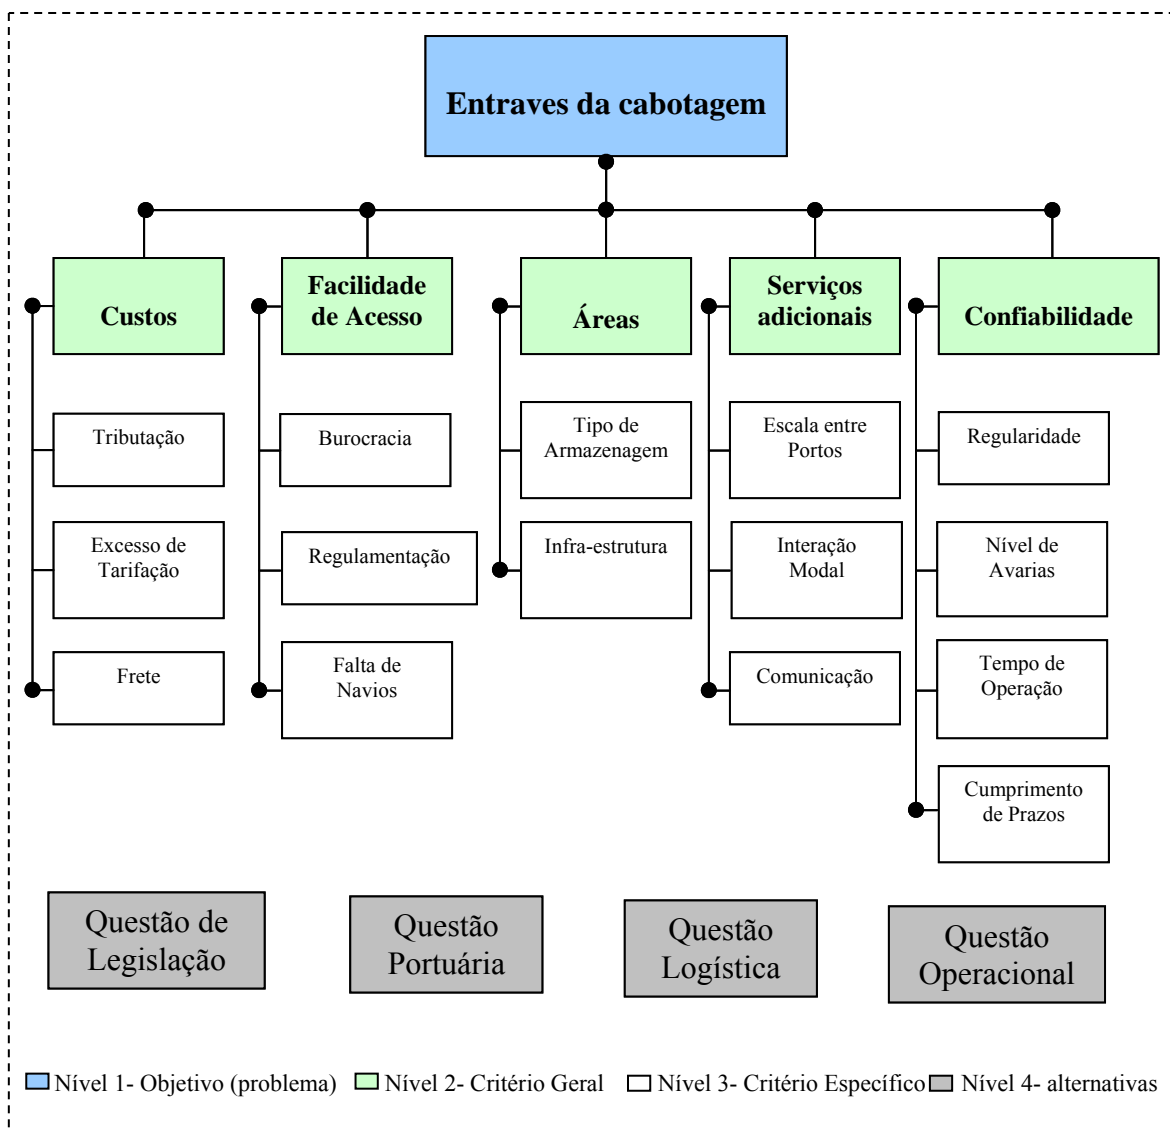 Entraves da cabotagem
Custos
Facilidade
de Acesso
Áreas
Serviços
adicionais
Confiabilidade
Tributação
Excesso de
Tarifação
Frete
Burocracia
Regulamentação
Falta de
Navios
Tipo de
Armazenagem
Infra-estrutura
Escala entre
Portos
Interação
Modal
Comunicação
Regularidade
Nível de
Avarias
Tempo de
Operação
Cumprimento
de Prazos
Questão de
Legislação
Questão
Portuária
Questão
Logística
Questão
Operacional
Nível 1- Objetivo (problema) Nível 2- Critério Geral Nível 3- Critério Específico Nível 4- alternativas